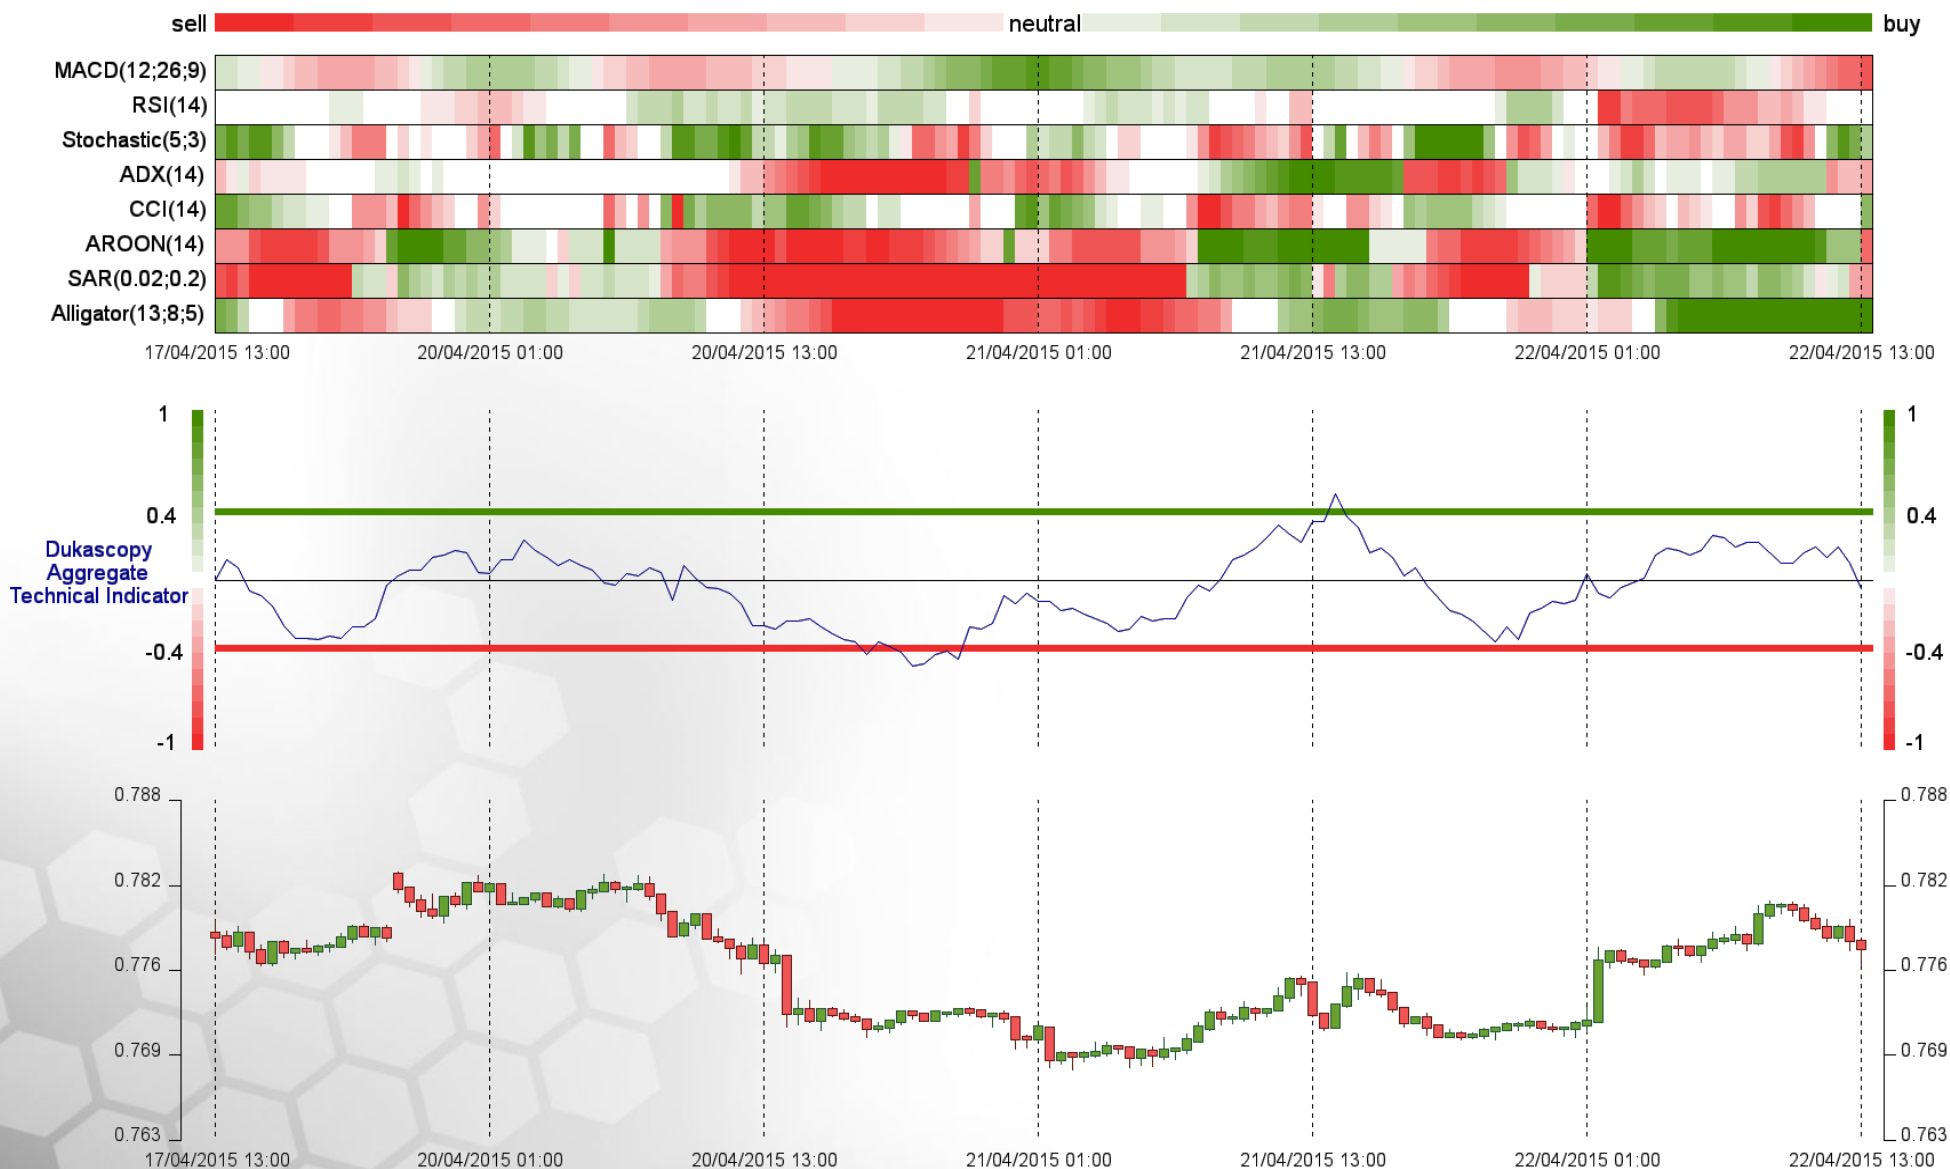 sell neutral buy
MACD(12;26;9)
RSI(14)
Stochastic(5;3)
ADX(14)
CCI(14)
AROON(14)
SAR(0.02;0.2)
Alligator(13;8;5)
17/04/2015 13:00 20/04/2015 01:00 20/04/2015 13:00 21/04/2015 01:00 21/04/2015 13:00 22/04/2015 01:00 22/04/2015 13:00
1 1
0.4 0.4
Dukascopy
Aggregate
Technical Indicator
-0.4 -0.4
-1 -1
0.788 0.788
0.782 0.782
0.776 0.776
0.769 0.769
0.763 0.763
17/04/2015 13:00 20/04/2015 01:00 20/04/2015 13:00 21/04/2015 01:00 21/04/2015 13:00 22/04/2015 01:00 22/04/2015 13:00